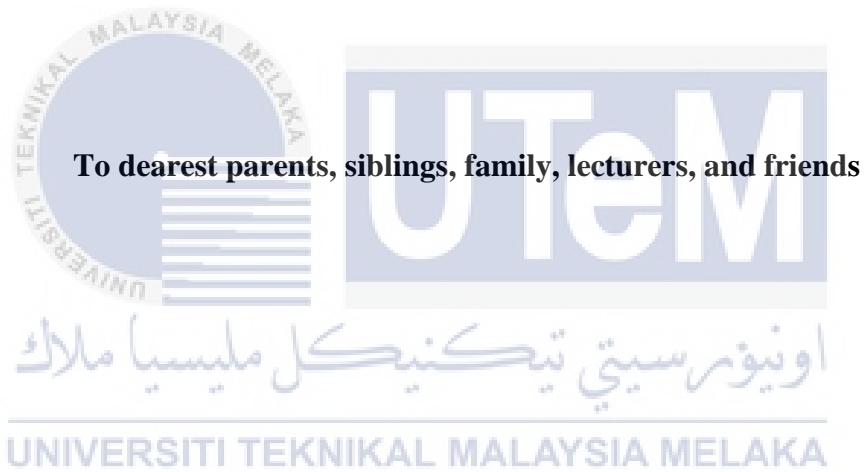 UNIVERSITI TEKNIKAL MALAYSIA MELAKA
UTeM
To dearest parents, siblings, family, lecturers, and friends
اونيۏرسيتي تيكنيكل مليسيا ملاك
UNIVERSITI TEKNIKAL MALAYSIA MELAKA